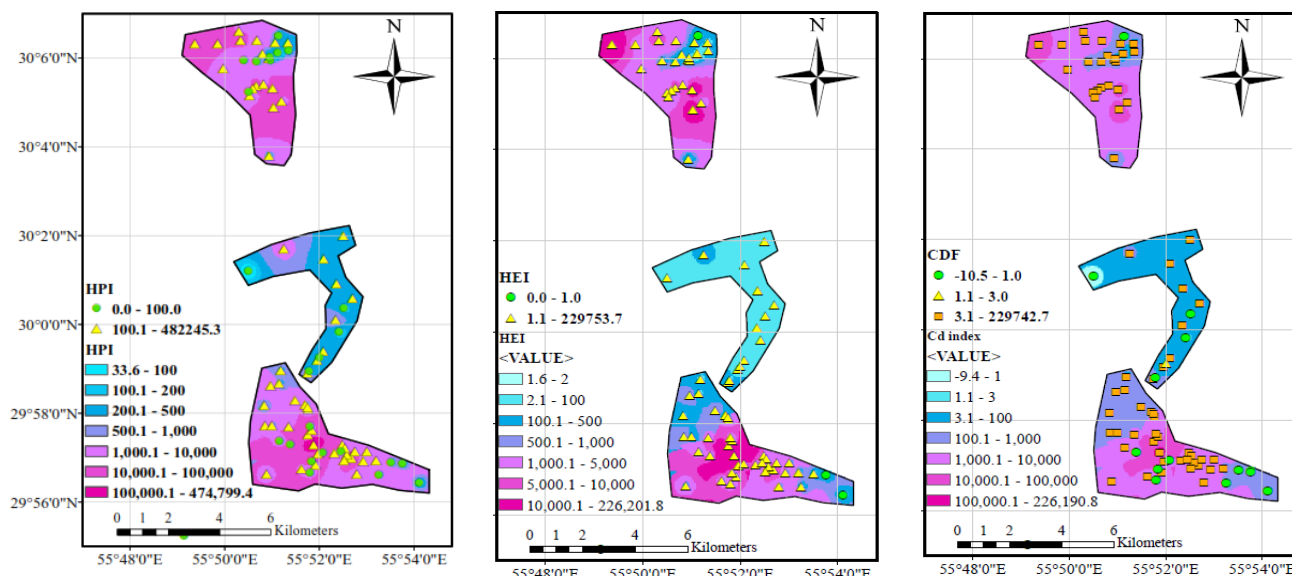 N
30°6'0"N
30°4'0"N
30°2'0"N
30°0'0"N
29°58'0"N
29°56'0"N
HPI
0.0 - 100.0
100.1 - 482245.3
HPI
33.6 - 100
100.1 - 200
200.1 - 500
500.1 - 1,000
1,000.1 - 10,000
10,000.1 - 100,000
100,000.1 - 474,799.4
0 1 2 4 6
Kilometers
55°48'0"E 55°50'0"E 55°52'0"E 55°54'0"E
N
HEI
0.0 - 1.0
1.1 - 229753.7
HEI
<VALUE>
1.6 - 2
2.1 - 100
100.1 - 500
500.1 - 1,000
1,000.1 - 5,000
5,000.1 - 10,000
10,000.1 - 226,201.8
0 1 2 4 6
Kilometers
55°48'0"E 55°50'0"E 55°52'0"E 55°54'0"E
N
CDF
-10.5 - 1.0
1.1 - 3.0
3.1 - 229742.7
Cd index
<VALUE>
-9.4 - 1
1.1 - 3
3.1 - 100
100.1 - 1,000
1,000.1 - 10,000
10,000.1 - 100,000
100,000.1 - 226,190.8
0 1 2 4 6
Kilometers
55°48'0"E 55°50'0"E 55°52'0"E 55°54'0"E